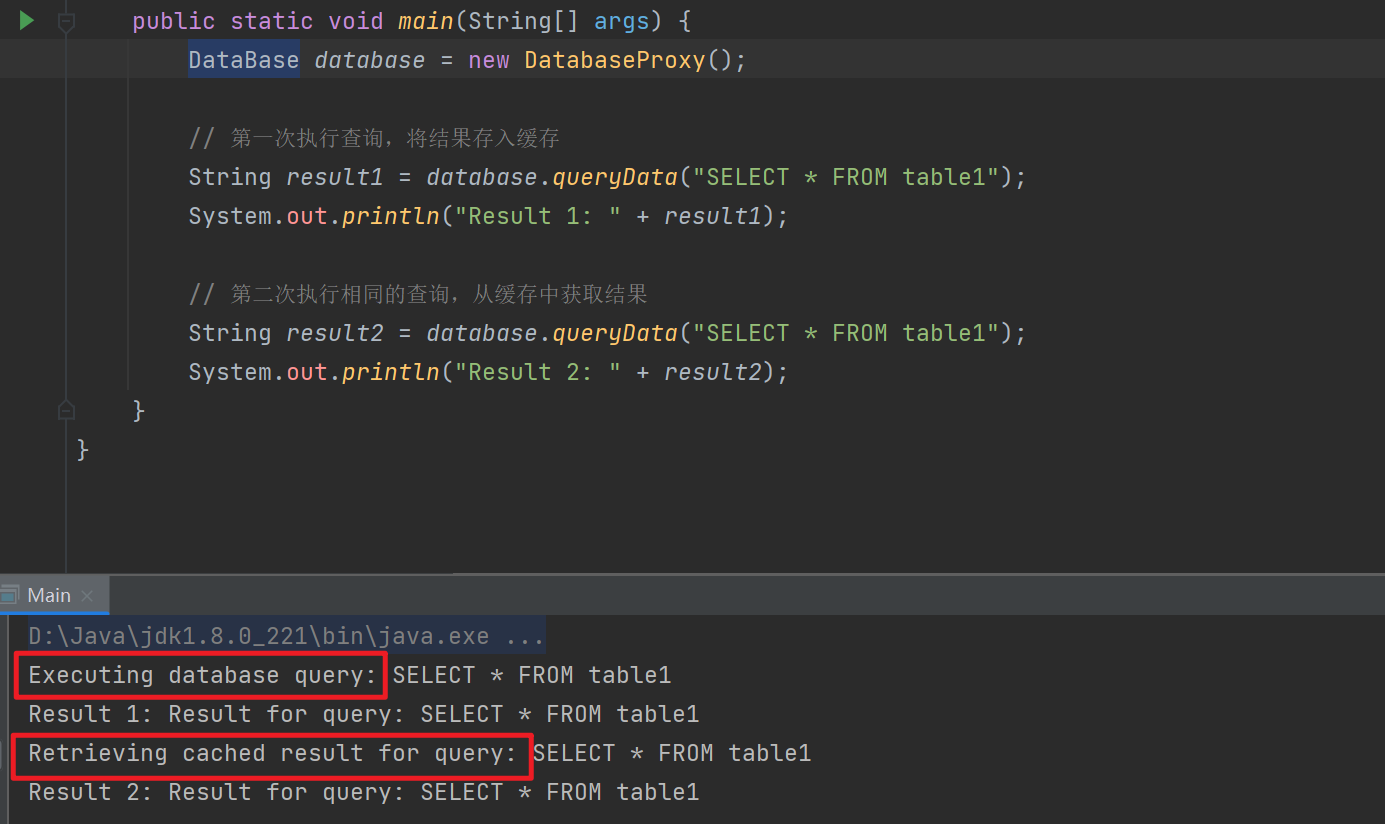 public static void main(String[] args) {
DataBase database = new DatabaseProxy();
// 第一次执行查询，将结果存入缓存
String result1 = database.queryData("SELECT * FROM table1");
System.out.println("Result 1: " + result1);
// 第二次执行相同的查询，从缓存中获取结果
String result2 = database.queryData("SELECT * FROM table1");
System.out.println("Result 2: " + result2);
}
}
Main
D:\Java\jdk1.8.0_221\bin\java.exe ...
Executing database query: SELECT * FROM table1
Result 1: Result for query: SELECT * FROM table1
Retrieving cached result for query: SELECT * FROM table1
Result 2: Result for query: SELECT * FROM table1